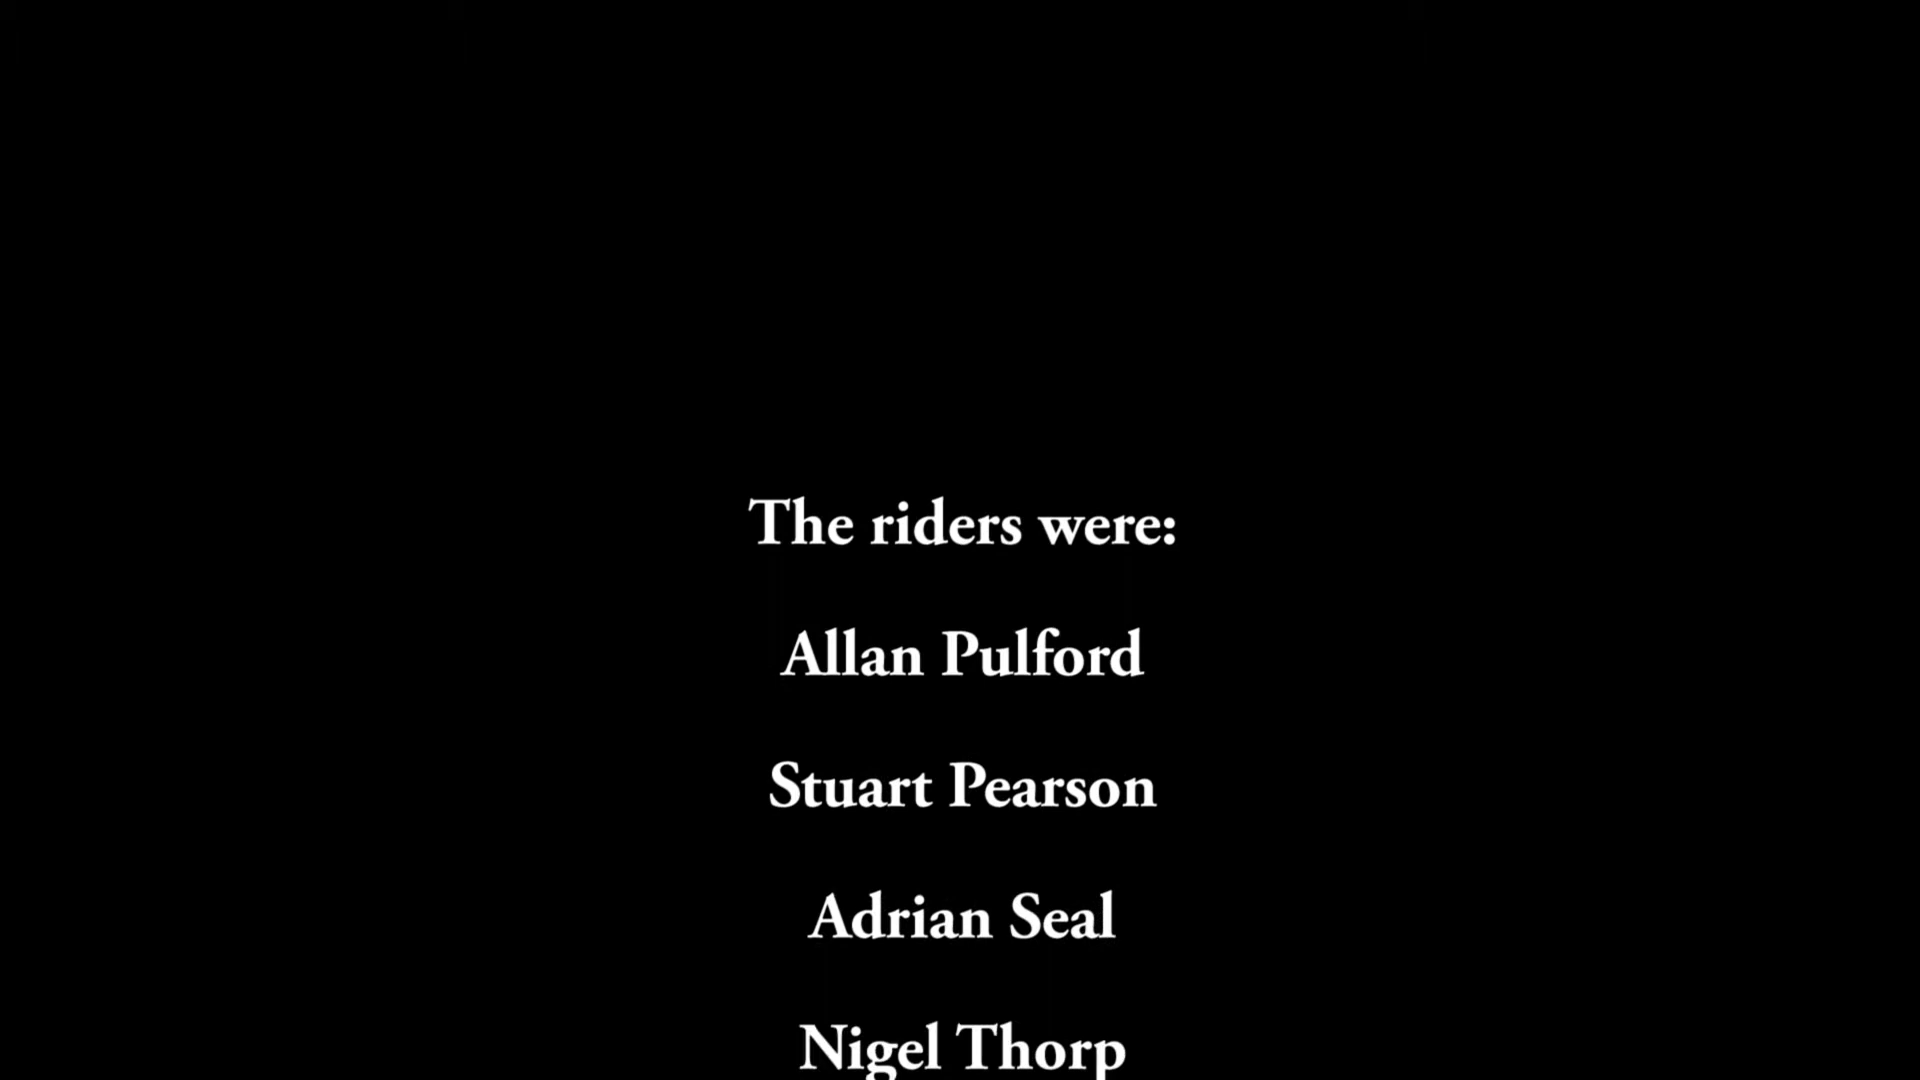 The riders were:
Allan Pulford
Stuart Pearson
Adrian Seal
Nigel Thorp